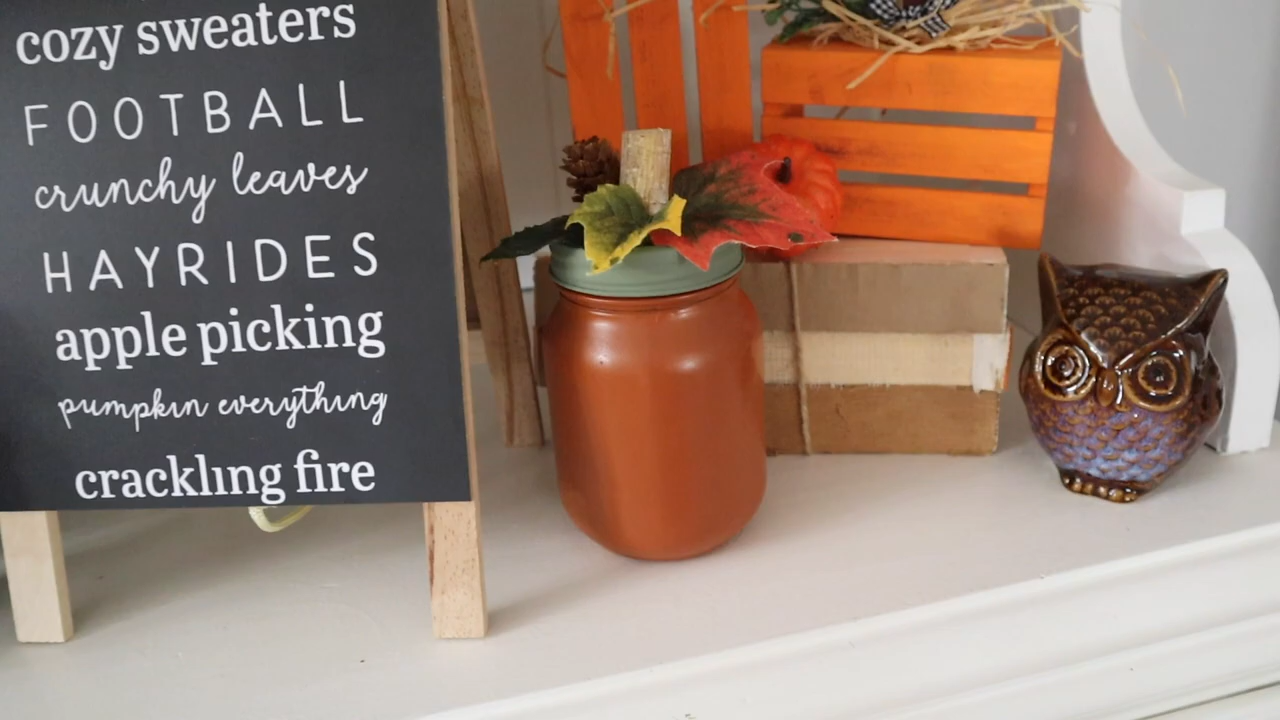 cozy sweaters
FOOTBALL
crunchy leaves
HAYRIDES
apple picking
pumpkin everything
crackling fire